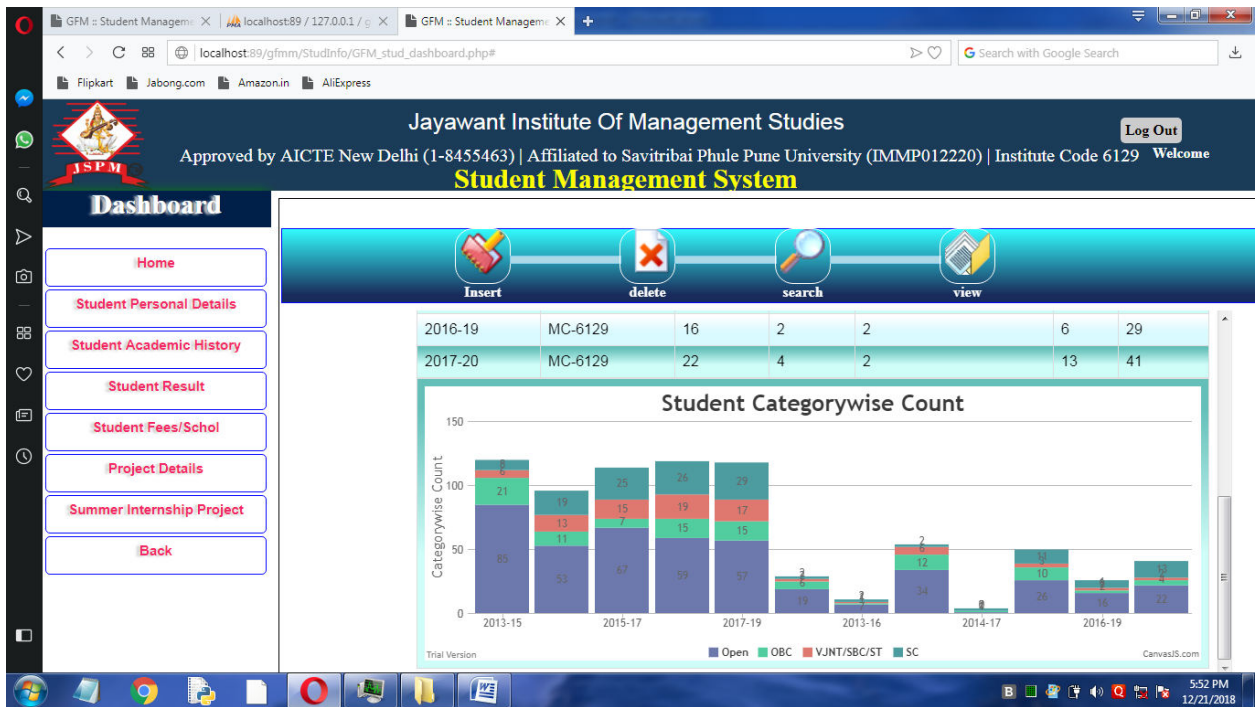 GFM :: Student Manageme
localhost:89 / 127.0.0.1 / g
GFM :: Student Manageme
localhost:89/gfmm/StudInfo/GFM_stud_dashboard.php#
Search with Google Search
Flipkart Jabong.com Amazon.in AliExpress
JSPM
Jayawant Institute Of Management Studies
Log Out
Approved by AICTE New Delhi (1-8455463) | Affiliated to Savitribai Phule Pune University (IMMP012220) | Institute Code 6129 Welcome
Student Management System
Dashboard
Home
Student Personal Details
Student Academic History
Student Result
Student Fees/Schol
Project Details
Summer Internship Project
Back
Insert delete search view
2016-19 MC-6129 16 2 2 6 29
2017-20 MC-6129 22 4 2 13 41
Student Categorywise Count
Categorywise Count
150
100
50
0
8 6 21 85
19 13 11 53
25 15 7 67
26 19 15 59
29 17 15 57
6 19
7
2 6 12 34
10 26
16
13 4 22
2013-15 2015-17 2017-19 2013-16 2014-17 2016-19
Open OBC VJNT/SBC/ST SC
Trial Version
CanvasJS.com
5:52 PM
12/21/2018